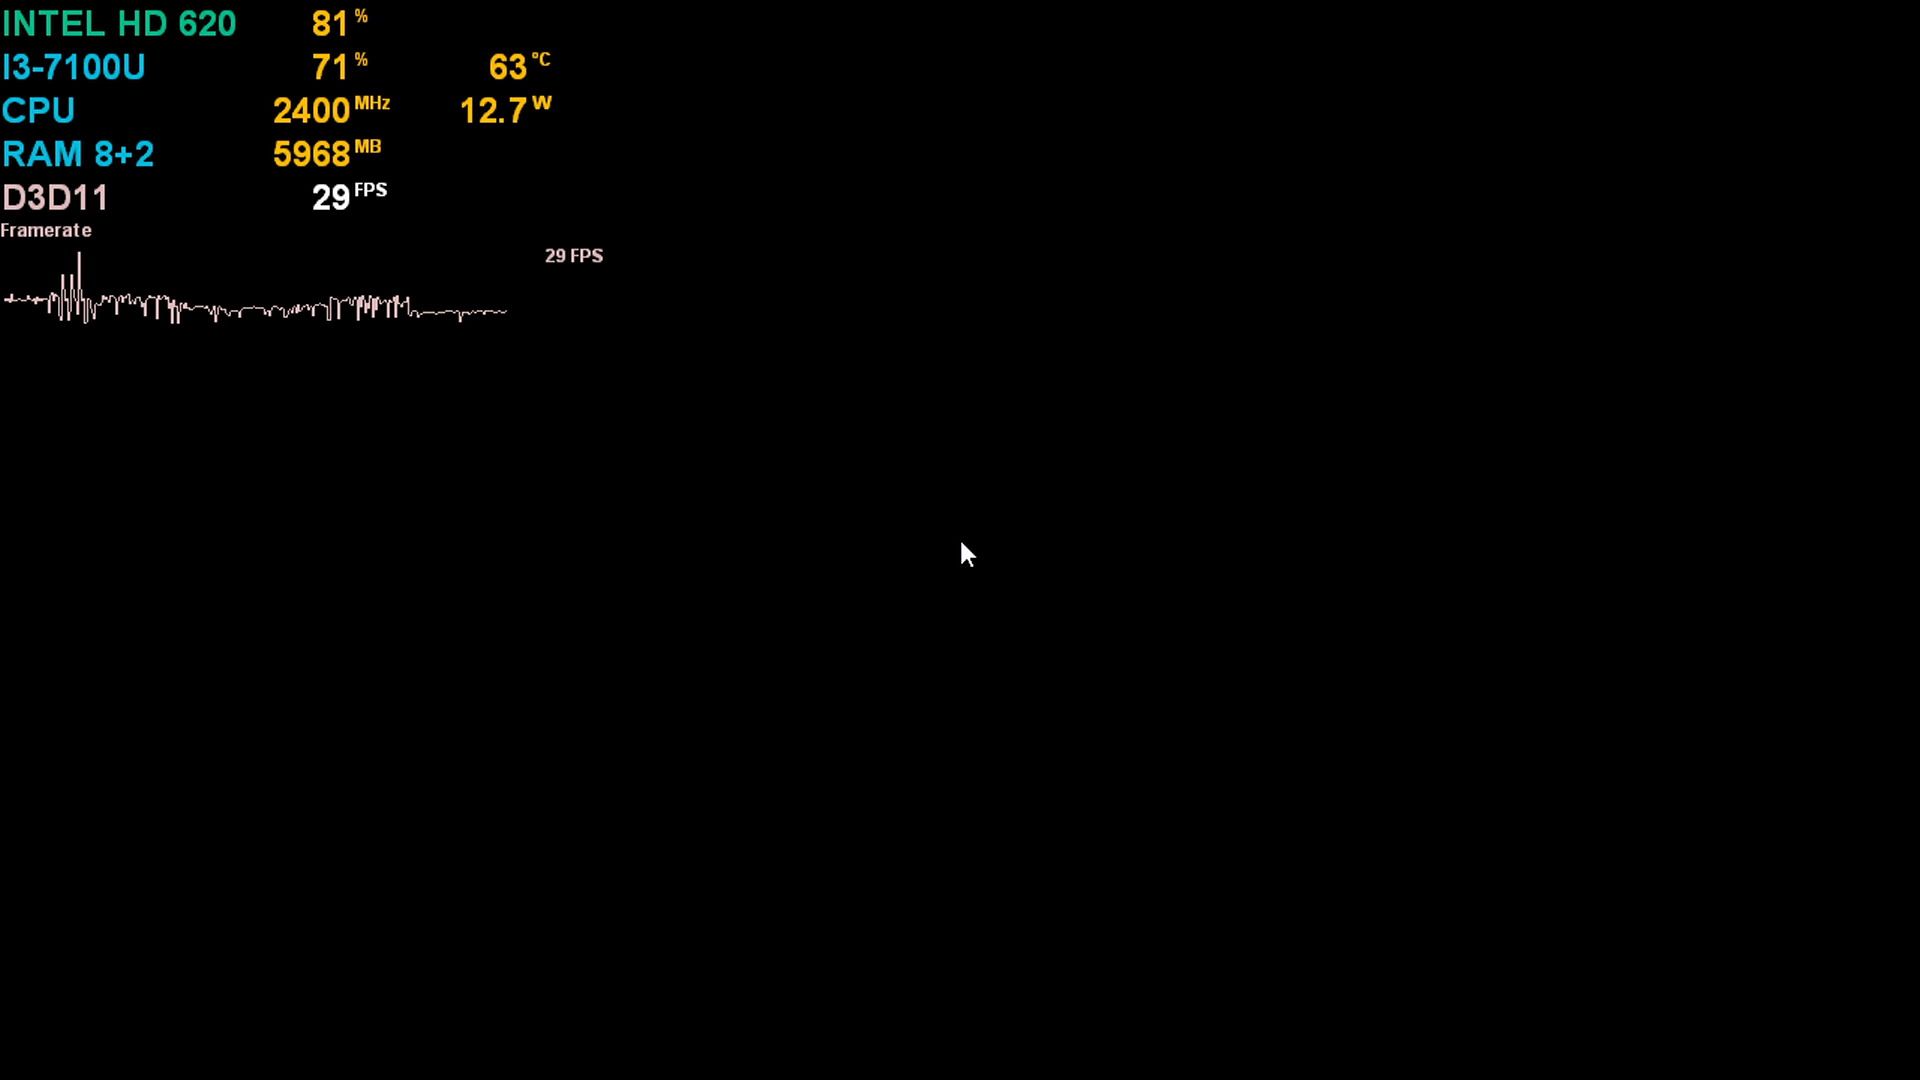 INTEL HD 620 81 %
I3-7100U 71 % 63 °C
CPU 2400 MHz 12.7 W
RAM 8+2 5968 MB
D3D11 29 FPS
Framerate
29 FPS